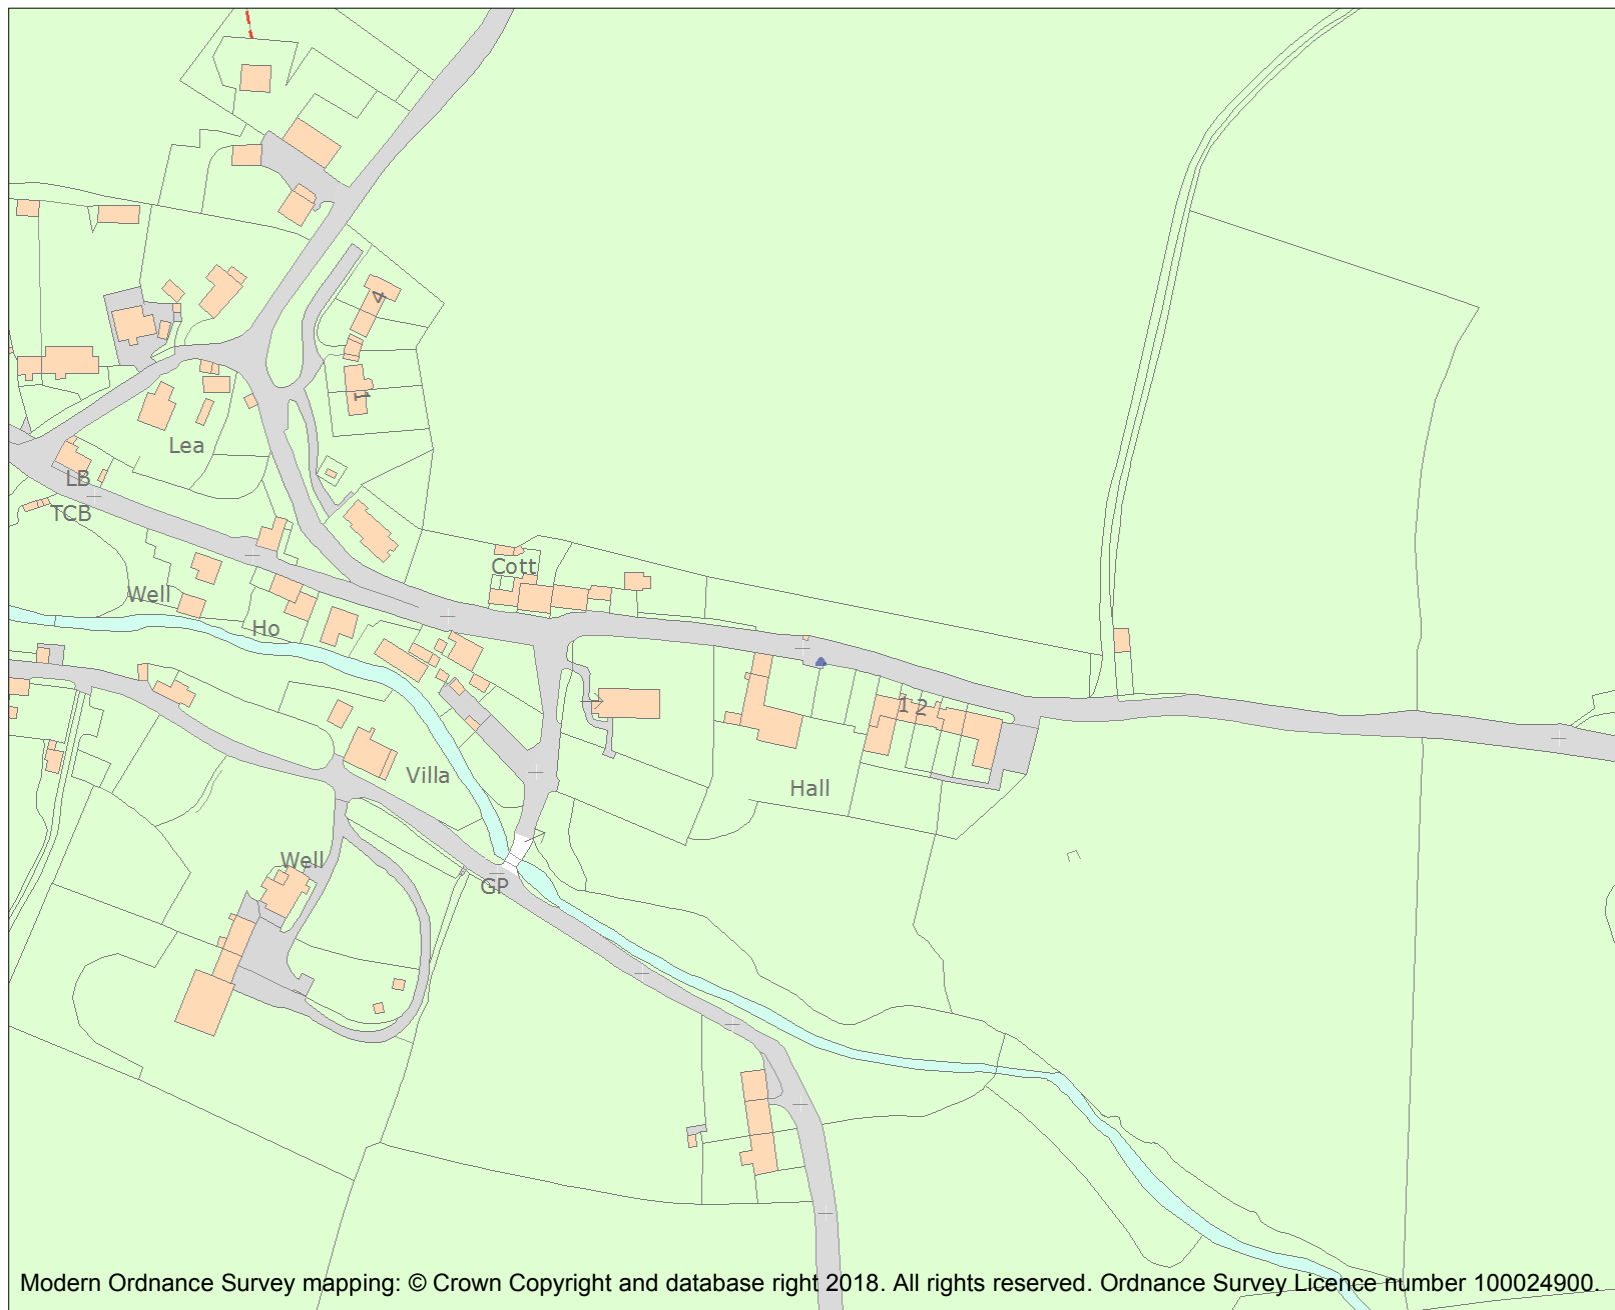 4
1
Lea
LB
TCB
Cott
Well
Ho
1 2
Villa
Hall
Well
GP
Modern Ordnance Survey mapping: © Crown Copyright and database right 2018. All rights reserved. Ordnance Survey Licence number 100024900.